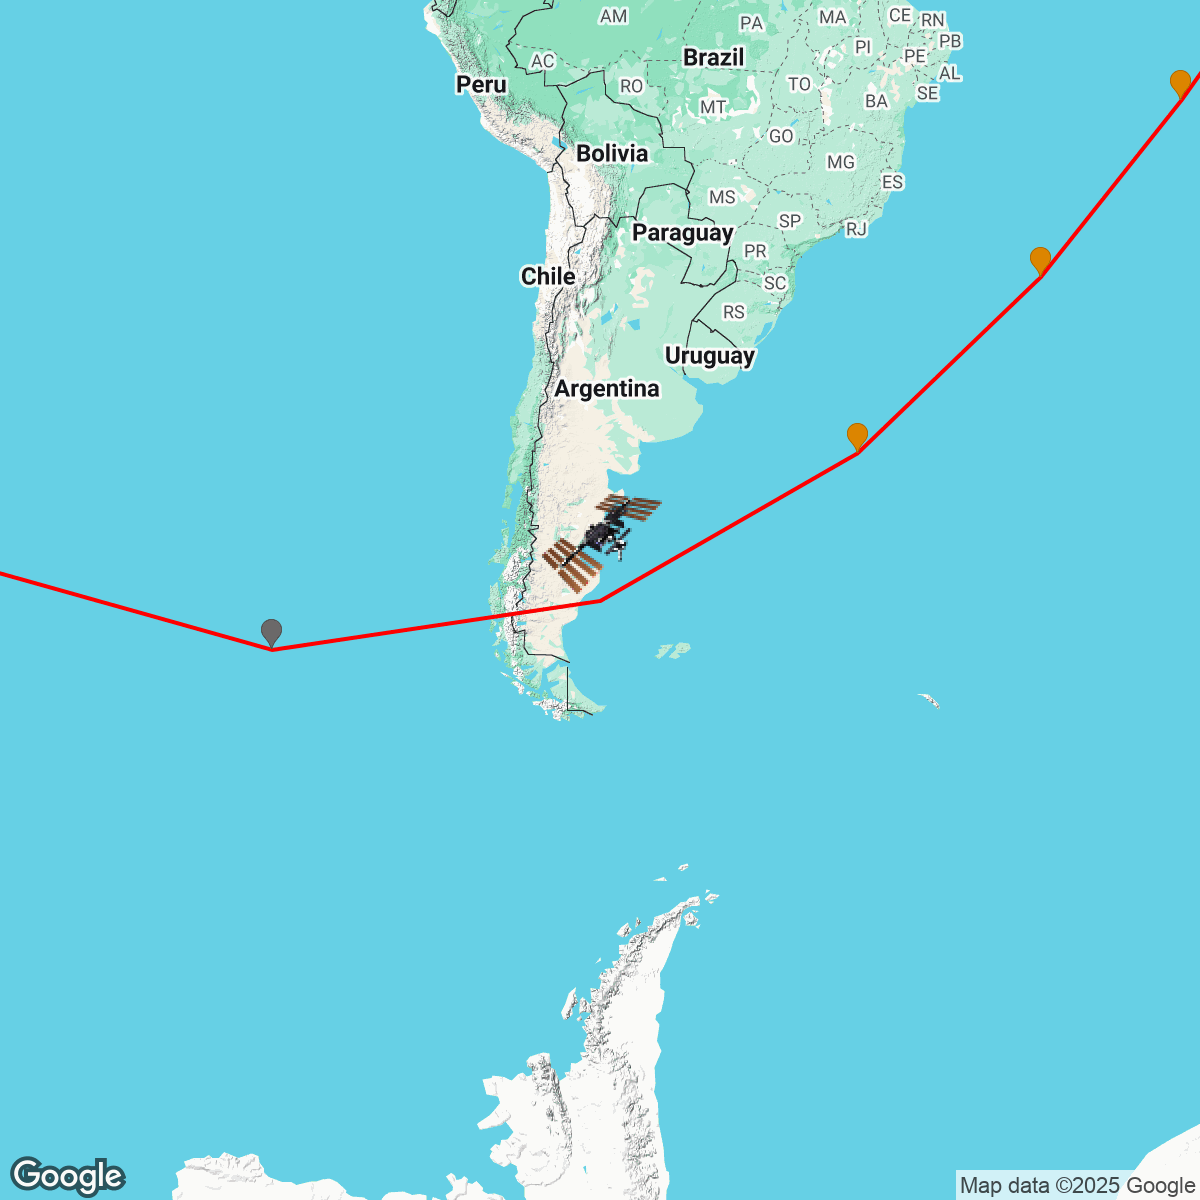 AM
PA
MA
CE
RN
PB
PI
PE
AL
SE
AC
Brazil
Peru
RO
TO
BA
MT
GO
Bolivia
MG
ES
MS
SP
RJ
Paraguay
PR
Chile
SC
RS
Uruguay
Argentina
Google
Map data ©2025 Google